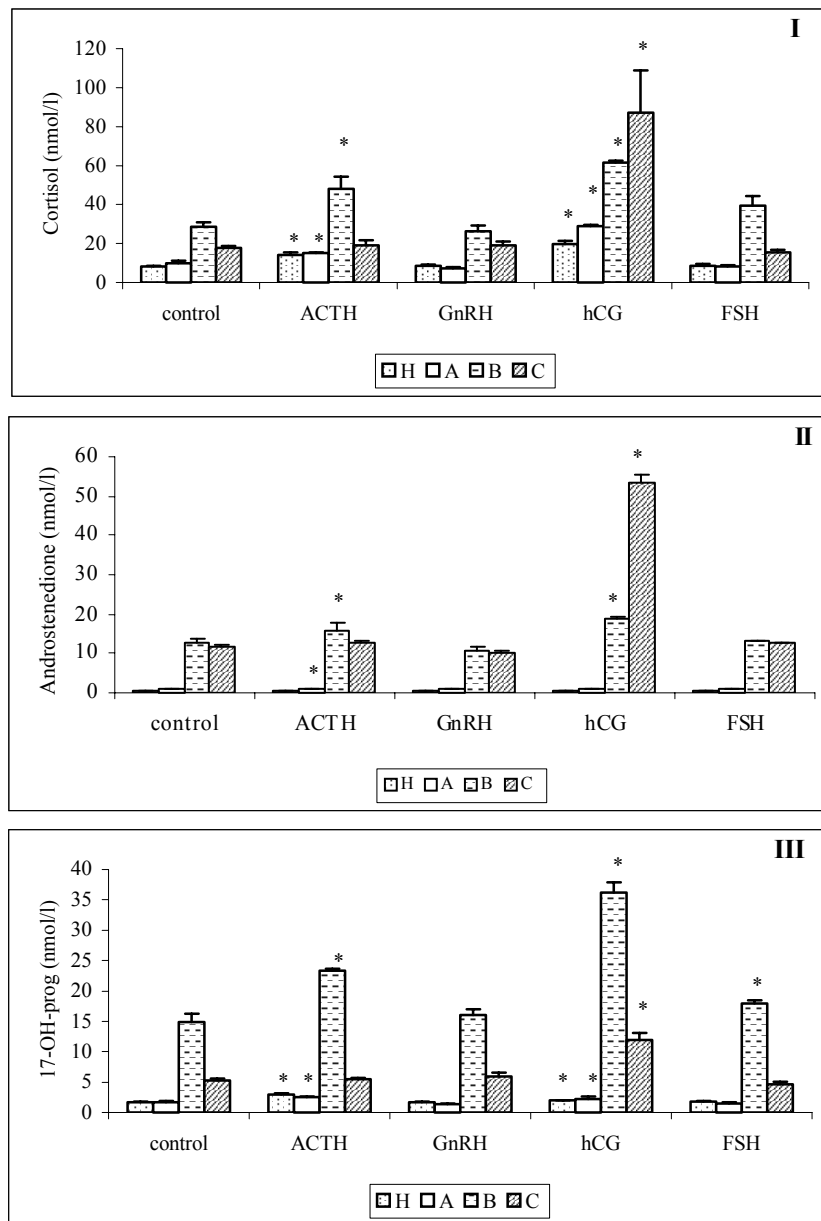 I
Cortisol (nmol/l)
120
100
80
60
40
20
0
* * *
* * * *
control ACTH GnRH hCG FSH
H A B C
II
Androstenedione (nmol/l)
60
50
40
30
20
10
0
* *
* *
control ACTH GnRH hCG FSH
H A B C
III
17-OH-prog (nmol/l)
40
35
30
25
20
15
10
5
0
* * *
* * * *
*
control ACTH GnRH hCG FSH
H A B C